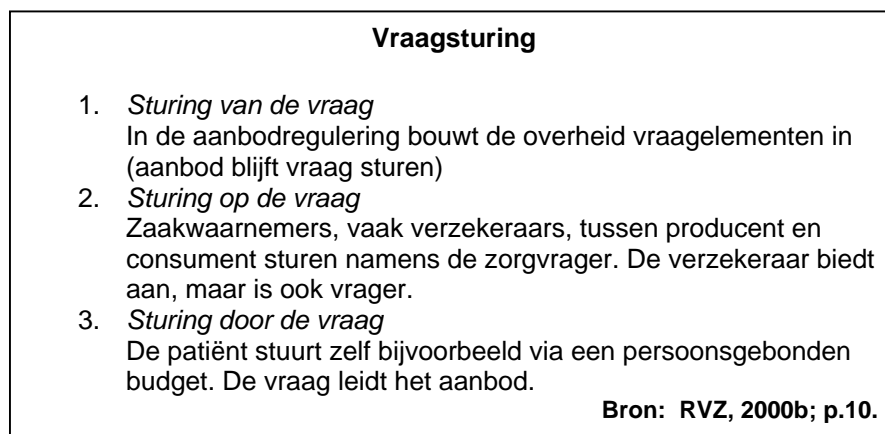 Vraagsturing
1. Sturing van de vraag
In de aanbodregulering bouwt de overheid vraagelementen in
(aanbod blijft vraag sturen)
2. Sturing op de vraag
Zaakwaarnemers, vaak verzekeraars, tussen producent en
consument sturen namens de zorgvrager. De verzekeraar biedt
aan, maar is ook vrager.
3. Sturing door de vraag
De patiënt stuurt zelf bijvoorbeeld via een persoonsgebonden
budget. De vraag leidt het aanbod.
Bron: RVZ, 2000b; p.10.